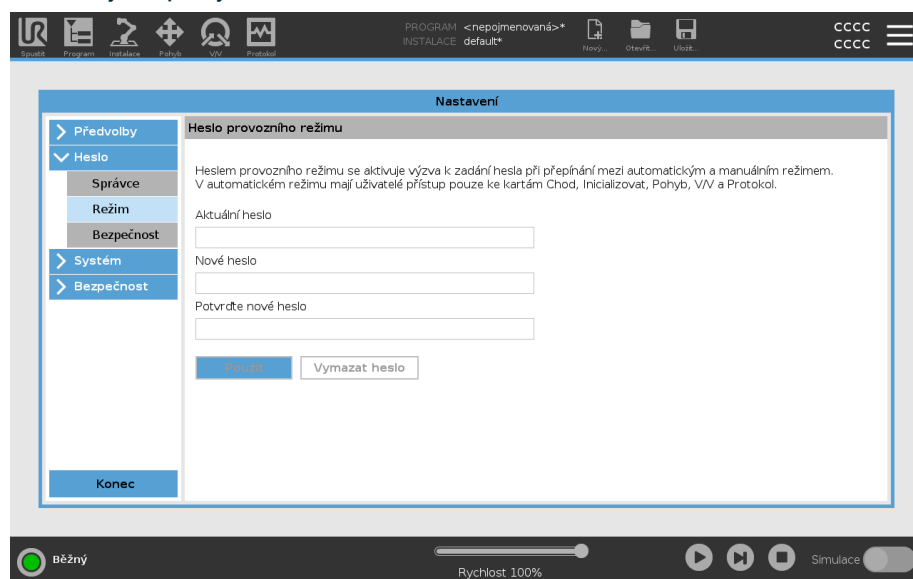 PROGRAM <nepojmenovaná>*
INSTALACE default*
Spustit Program Instalace Pohyb V/V Protokol
Nový... Otevřít... Uložit...
CCCC
CCCC
Nastavení
Předvolby
Heslo
Správce
Režim
Bezpečnost
Systém
Bezpečnost
Konec
Heslo provozního režimu
Heslem provozního režimu se aktivuje výzva k zadání hesla při přepínání mezi automatickým a manuálním režimem.
V automatickém režimu mají uživatelé přístup pouze ke kartám Chod, Inicializovat, Pohyb, V/V a Protokol.
Aktuální heslo
Nové heslo
Potvrďte nové heslo
Použít Vymazat heslo
Běžný
Rychlost 100%
Simulace